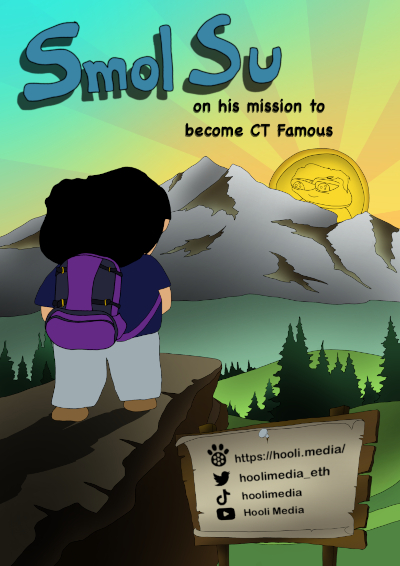 Smol Su
on his mission to
become CT Famous
https://hooli.media/
hoolimedia_eth
hoolimedia
Hooli Media